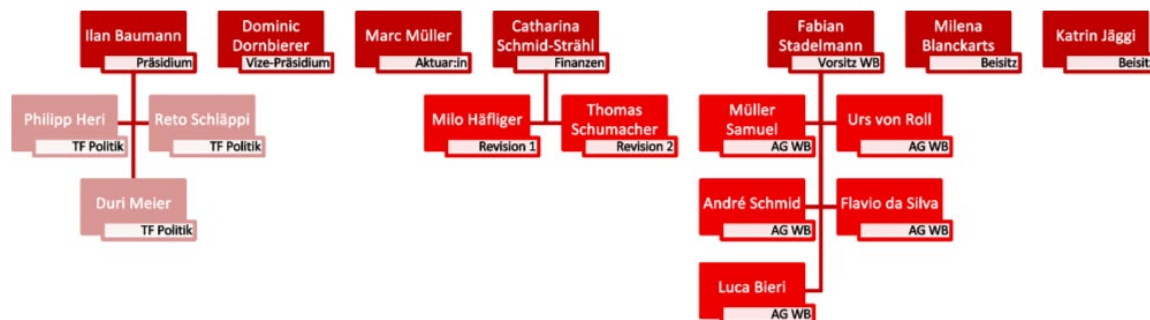 Ilan Baumann
Präsidium
Dominic
Dornbierer
Vize-Präsidium
Marc Müller
Aktuar:in
Catharina
Schmid-Strähl
Finanzen
Fabian
Stadelmann
Vorsitz WB
Milena
Blanckarts
Beisitz
Katrin Jäggi
Beisitz
Philipp Heri
TF Politik
Reto Schläppi
TF Politik
Milo Häfliger
Revision 1
Thomas
Schumacher
Revision 2
Müller
Samuel
AG WB
Urs von Roll
AG WB
Duri Meier
TF Politik
André Schmid
AG WB
Flavio da Silva
AG WB
Luca Bieri
AG WB